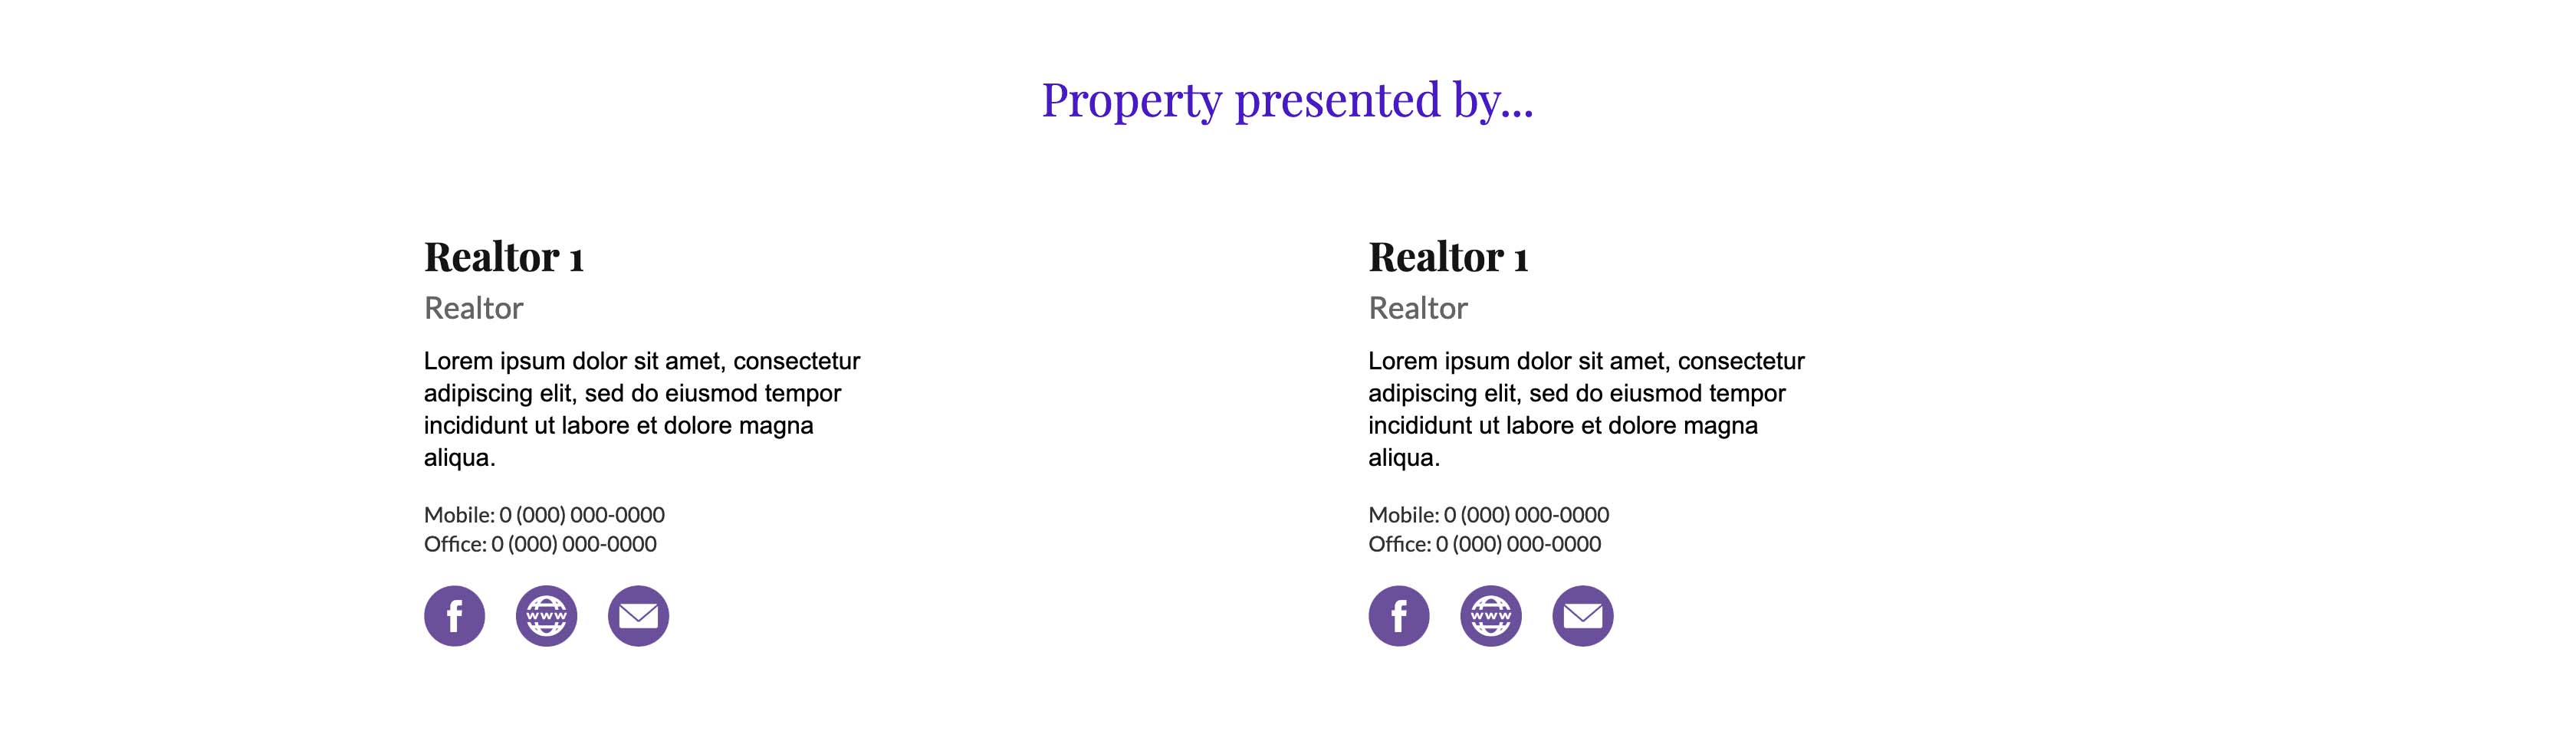 Property presented by...
Realtor 1
Realtor
Lorem ipsum dolor sit amet, consectetur
adipiscing elit, sed do eiusmod tempor
incididunt ut labore et dolore magna
aliqua.
Mobile: 0 (000) 000-0000
Office: 0 (000) 000-0000
f
www
Realtor 1
Realtor
Lorem ipsum dolor sit amet, consectetur
adipiscing elit, sed do eiusmod tempor
incididunt ut labore et dolore magna
aliqua.
Mobile: 0 (000) 000-0000
Office: 0 (000) 000-0000
f
www